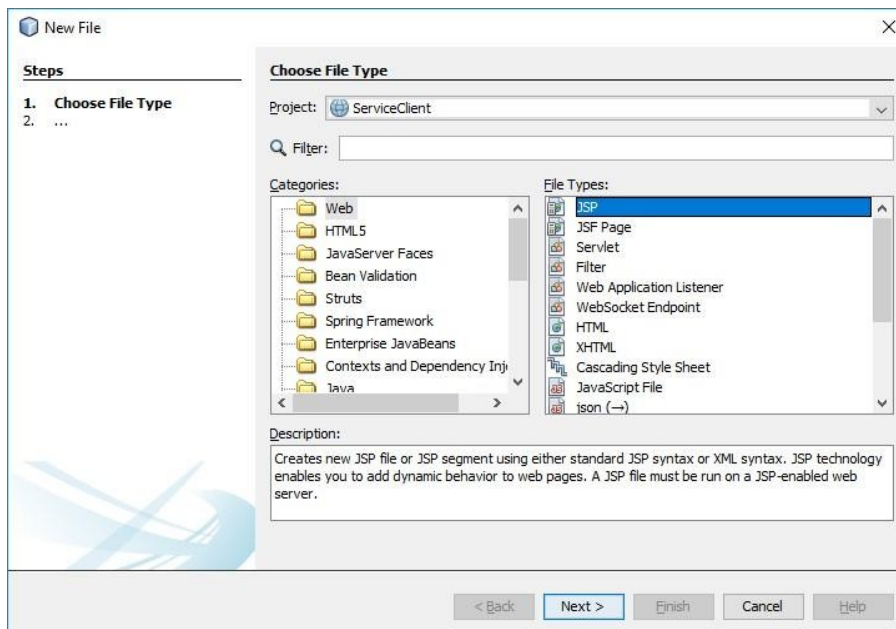 New File
Steps
1. Choose File Type
2. ...
Choose File Type
Project: ServiceClient
Filter:
Categories:
Web
HTML5
JavaServer Faces
Bean Validation
Struts
Spring Framework
Enterprise JavaBeans
Contexts and Dependency Inj
Java
File Types:
JSP
JSF Page
Servlet
Filter
Web Application Listener
WebSocket Endpoint
HTML
XHTML
Cascading Style Sheet
JavaScript File
json (→)
Description:
Creates new JSP file or JSP segment using either standard JSP syntax or XML syntax. JSP technology
enables you to add dynamic behavior to web pages. A JSP file must be run on a JSP-enabled web
server.
< Back Next > Finish Cancel Help